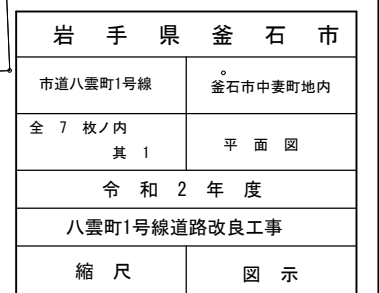 岩手県釜石市
市道八雲町1号線 釜石市中妻町地内
全 7 枚ノ内
其 1
平面図
令和2年度
八雲町1号線道路改良工事
縮尺 図示